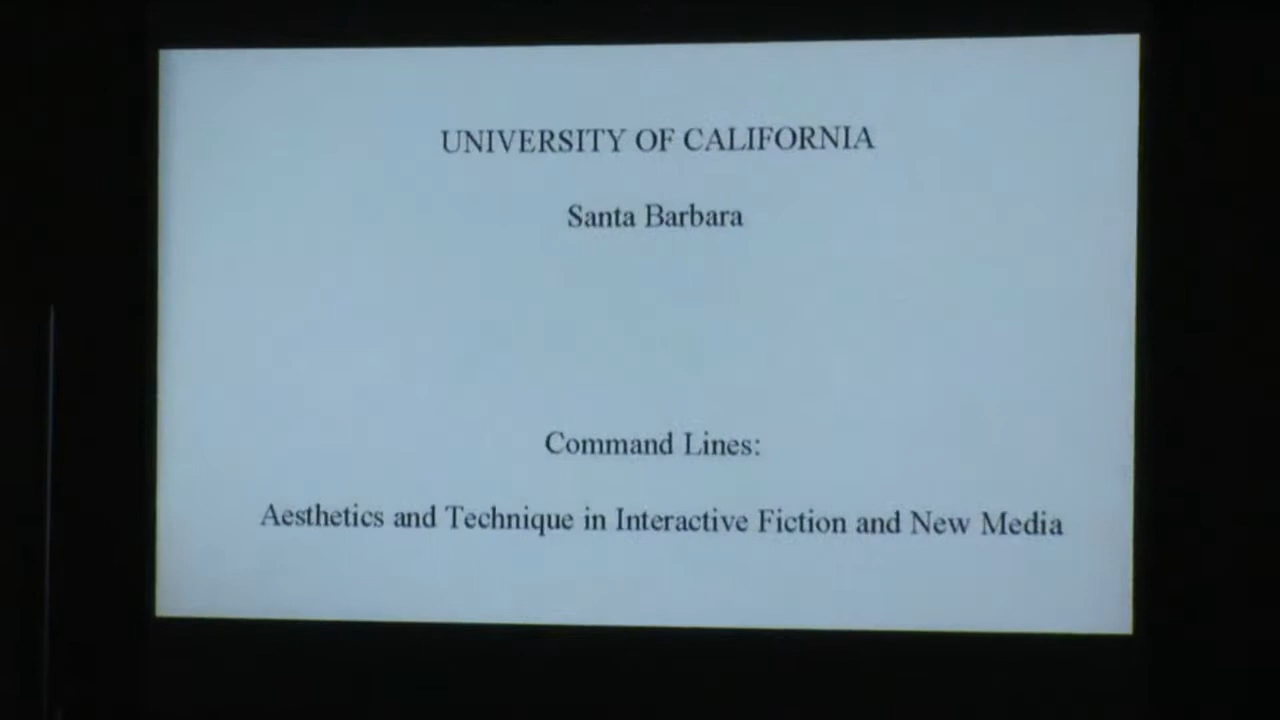 UNIVERSITY OF CALIFORNIA
Santa Barbara
Command Lines:
Aesthetics and Technique in Interactive Fiction and New Media